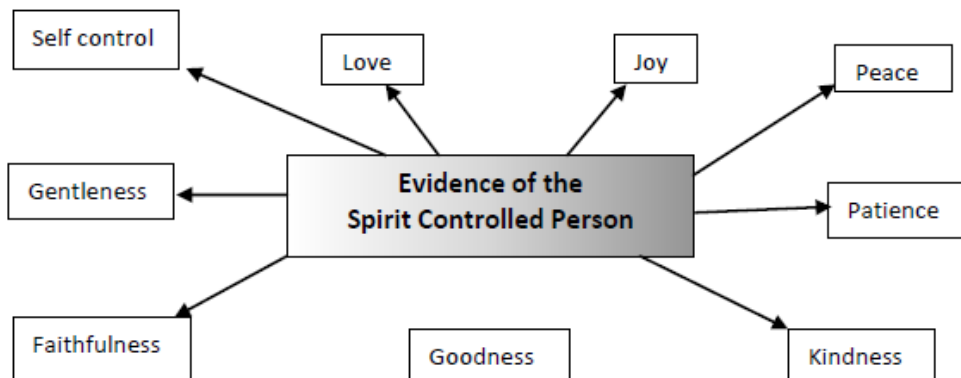 Self control
Love
Joy
Peace
Evidence of the
Spirit Controlled Person
Gentleness
Patience
Faithfulness
Goodness
Kindness